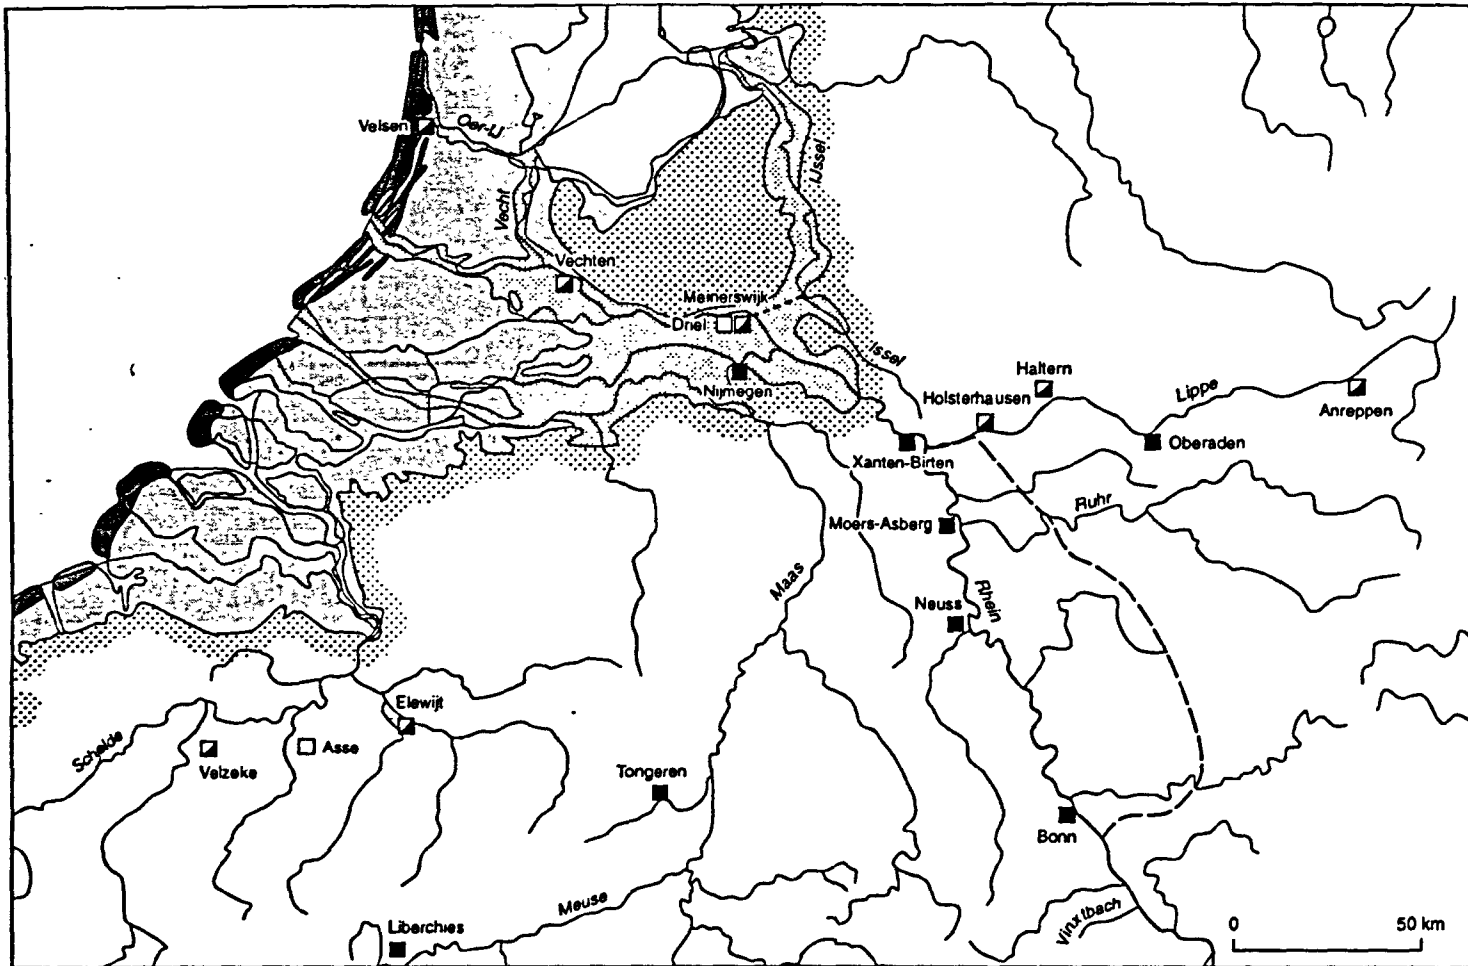 Velsen
Oer-IJ
IJssel
Vecht
Vechten
Meinerswijk
Driel
Issel
Nijmegen
Haltern
Holsterhausen
Lippe
Anreppen
Oberaden
Xanten-Birten
Ruhr
Moers-Asberg
Maas
Rhein
Neuss
Elewijt
Schelde
Asse
Velzeke
Tongeren
Bonn
Meuse
Vinxtbach
Liberchies
0 50 km